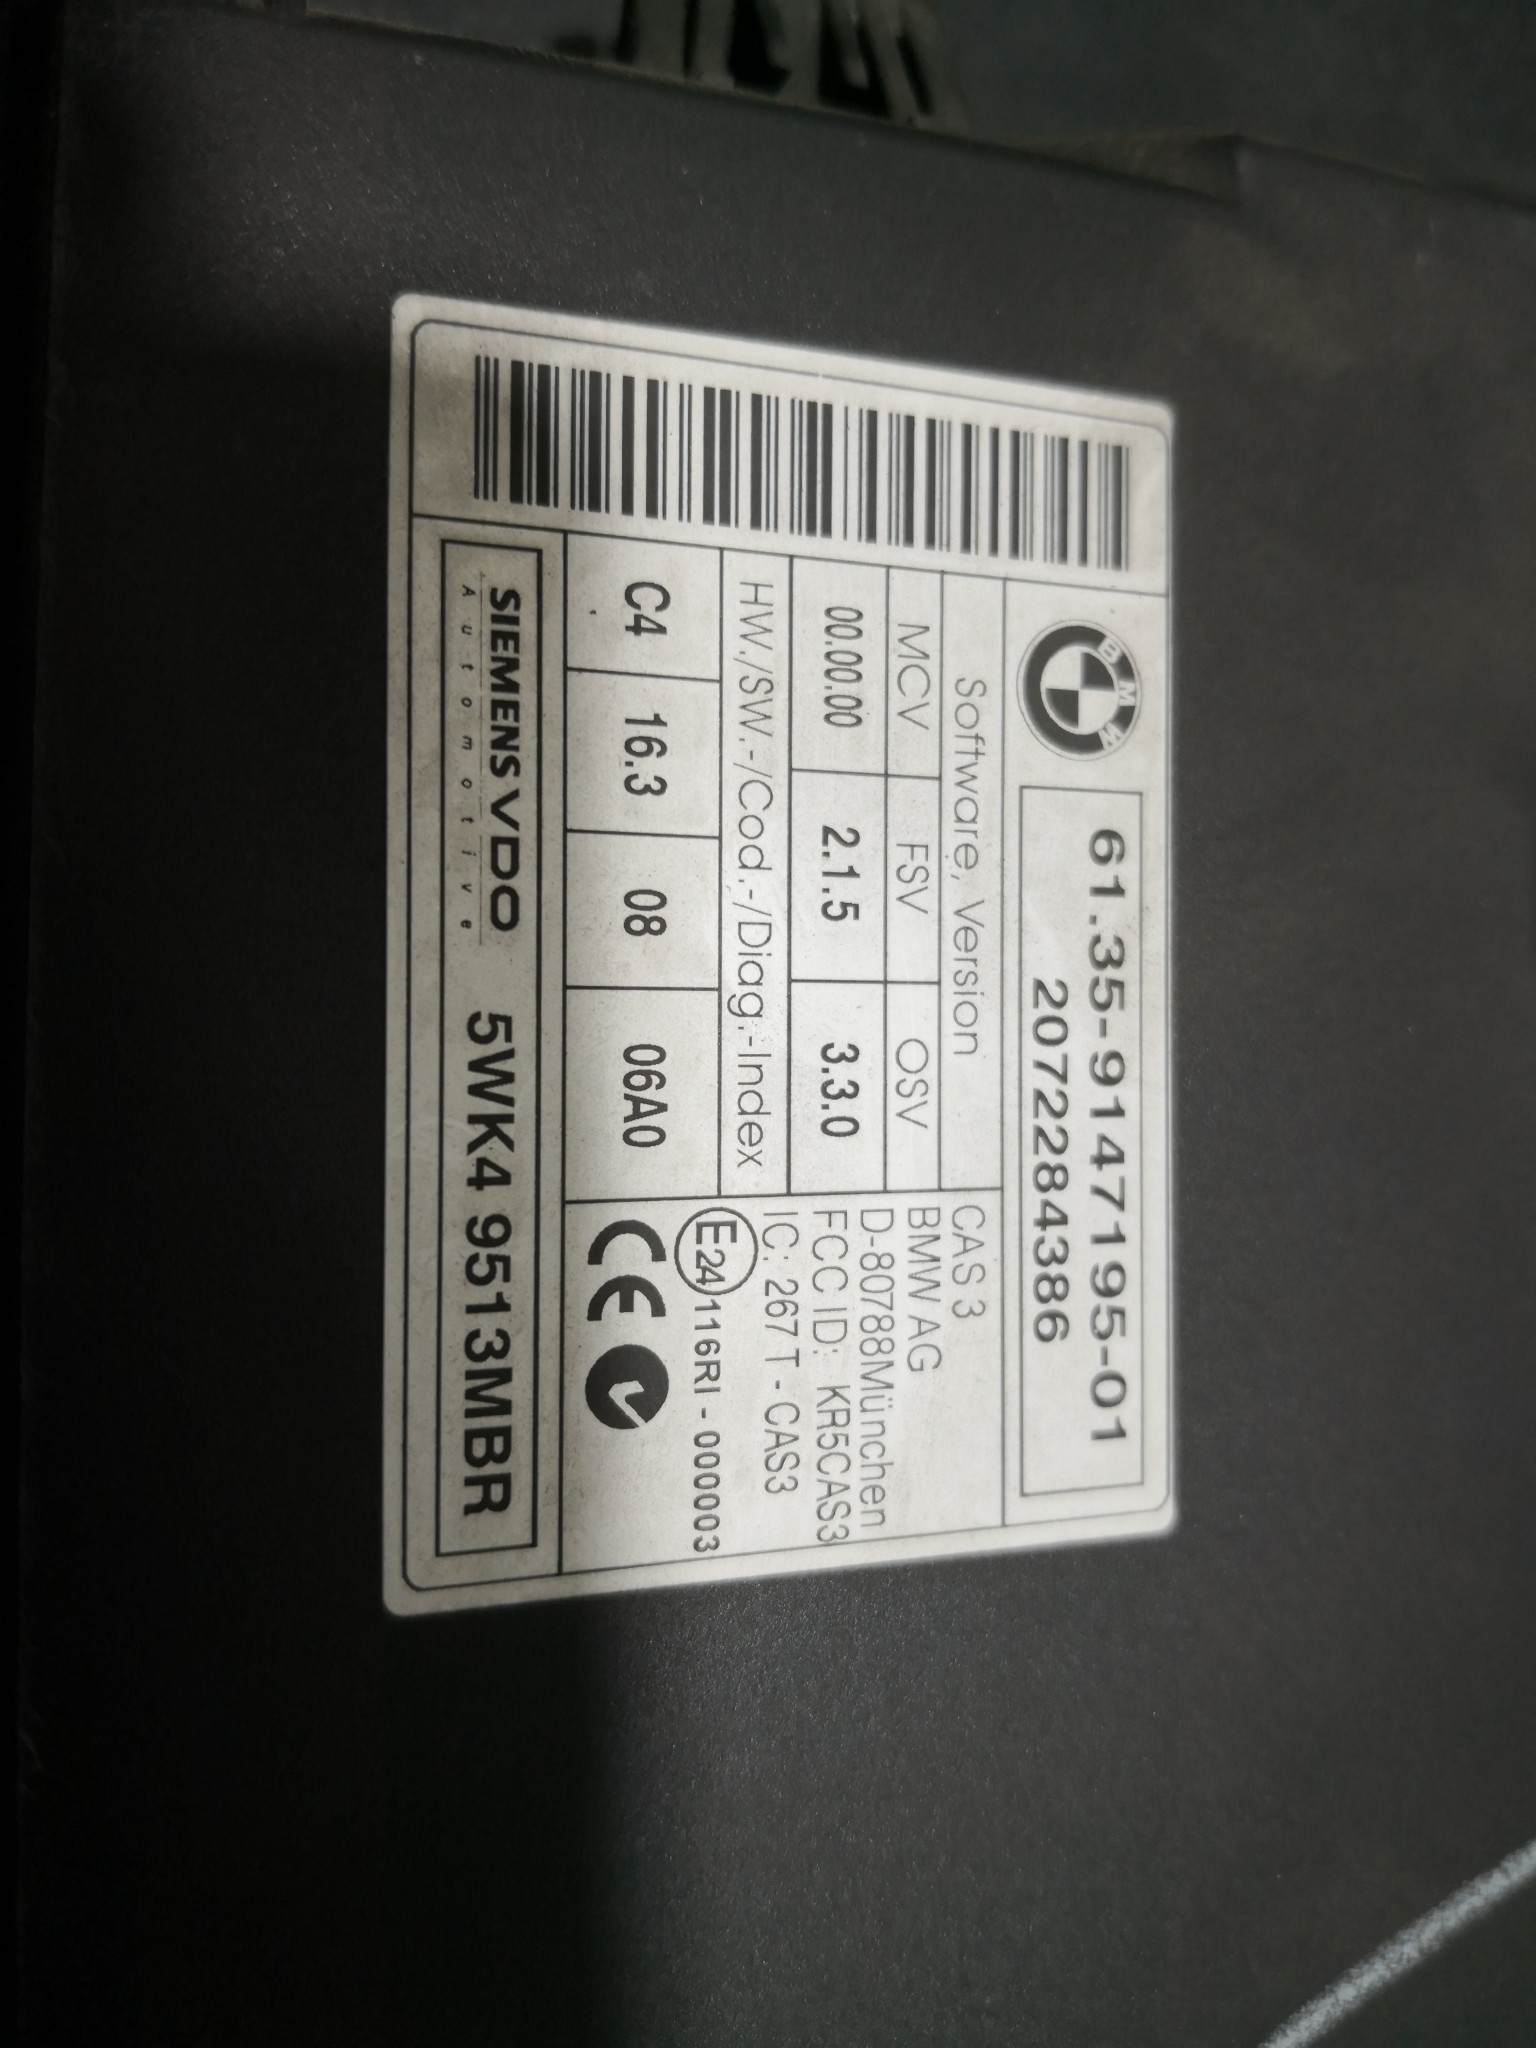 BMW
61.35-9147195-01
2072284386
Software, Version
MCV FSV OSV
00.00.00 2.1.5 3.3.0
HW./SW.-/Cod.-/Diag.-Index
C4 16.3 08 06A0
CAS 3
BMW AG
D-80788München
FCC ID: KR5CAS3
IC: 267 T - CAS3
E24 116RI - 000003
CE
SIEMENS VDO
Automotive
5WK4 9513MBR